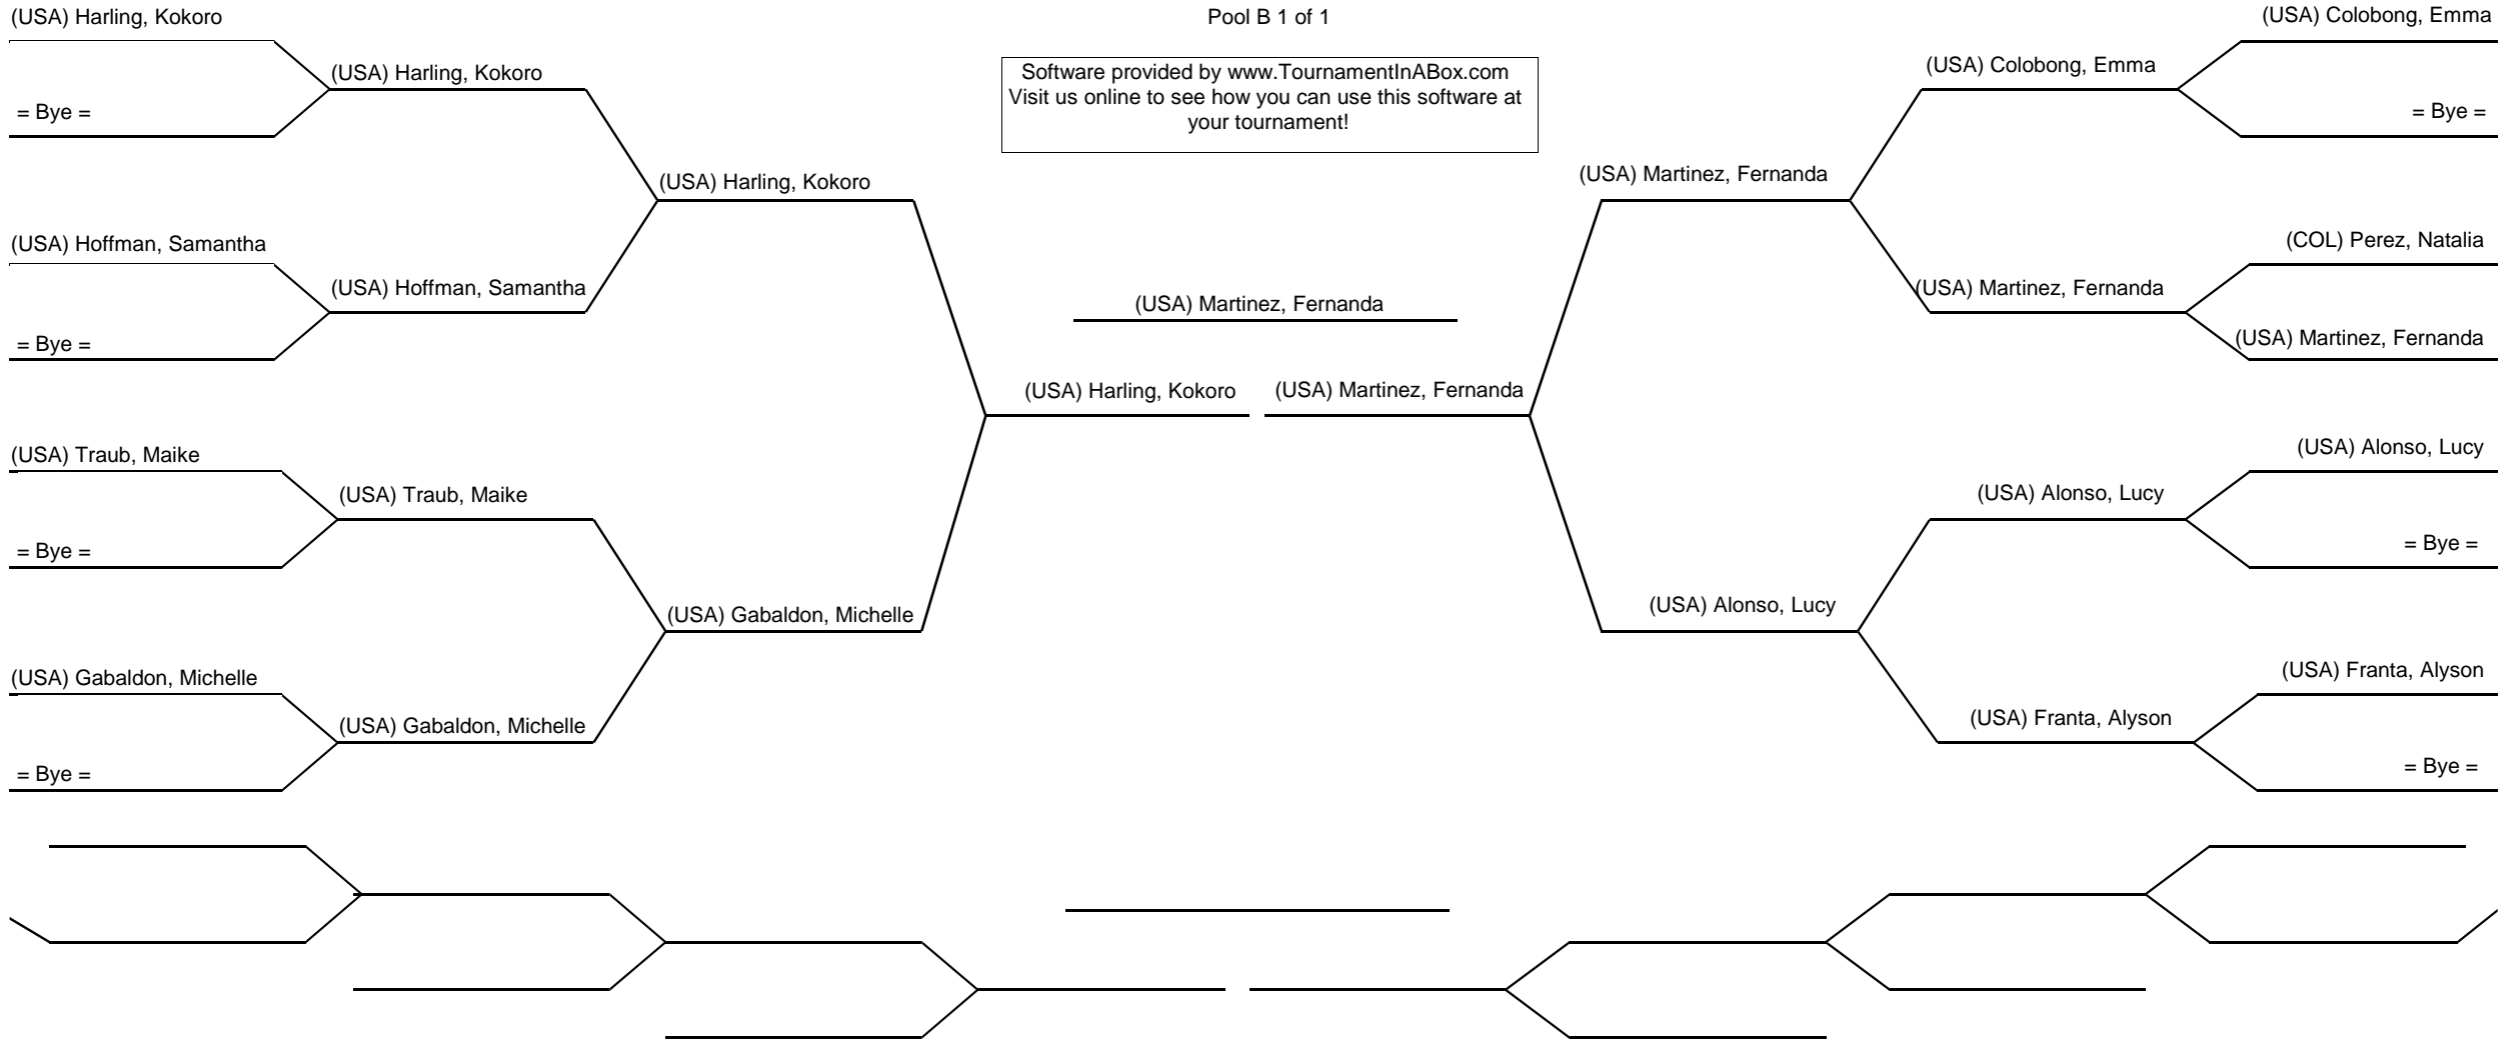 (USA) Harling, Kokoro
= Bye =
(USA) Hoffman, Samantha
= Bye =
(USA) Traub, Maike
= Bye =
(USA) Gabaldon, Michelle
= Bye =
(USA) Harling, Kokoro
(USA) Hoffman, Samantha
(USA) Traub, Maike
(USA) Gabaldon, Michelle
(USA) Harling, Kokoro
(USA) Gabaldon, Michelle
Pool B 1 of 1
Software provided by www.TournamentInABox.com
Visit us online to see how you can use this software at
your tournament!
(USA) Martinez, Fernanda
(USA) Harling, Kokoro
(USA) Martinez, Fernanda
(USA) Martinez, Fernanda
(USA) Alonso, Lucy
(USA) Colobong, Emma
(USA) Martinez, Fernanda
(USA) Alonso, Lucy
(USA) Franta, Alyson
(USA) Colobong, Emma
= Bye =
(COL) Perez, Natalia
(USA) Martinez, Fernanda
(USA) Alonso, Lucy
= Bye =
(USA) Franta, Alyson
= Bye =